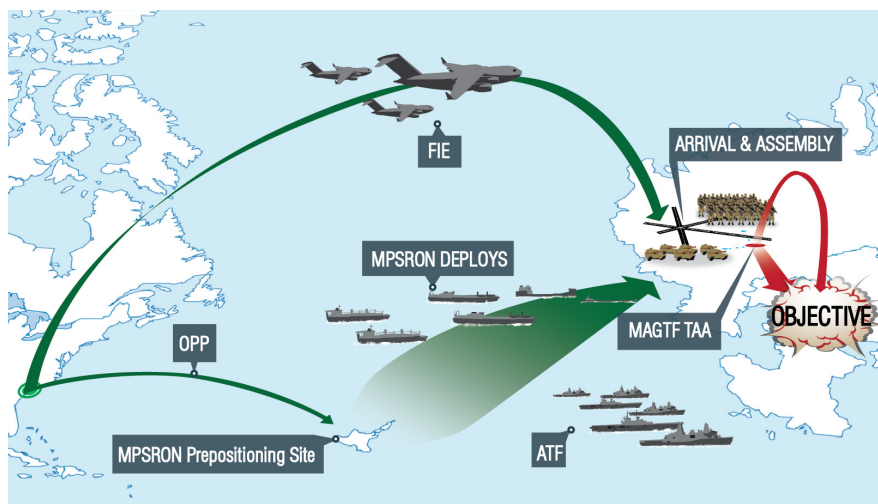 FIE
ARRIVAL & ASSEMBLY
MPSRON DEPLOYS
OBJECTIVE
MAGTF TAA
OPP
MPSRON Prepositioning Site
ATF